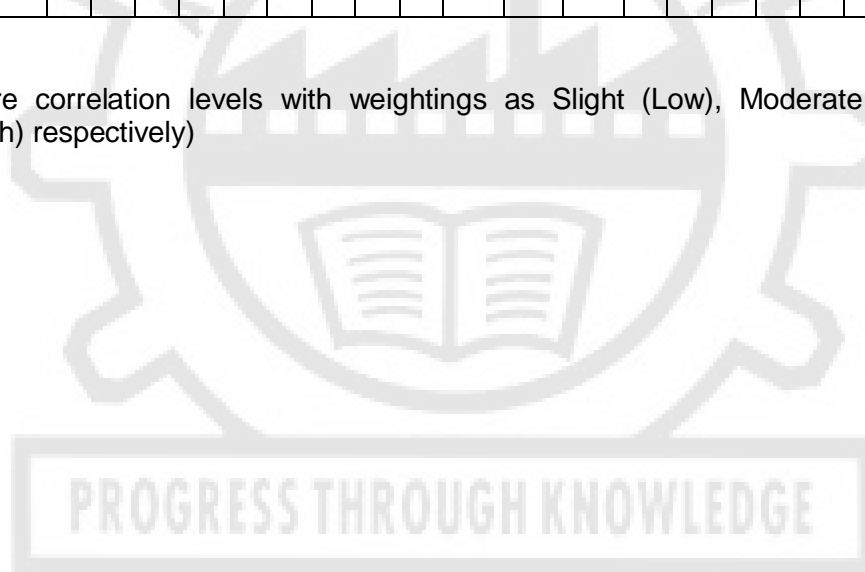 re correlation levels with weightings as Slight (Low), Moderate
h) respectively)
PROGRESS THROUGH KNOWLEDGE